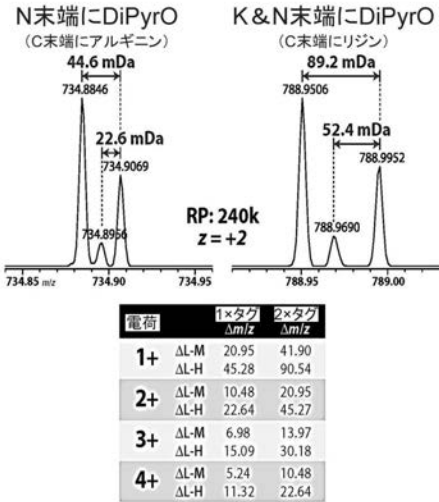 N末端にDiPyrO
(C末端にアルギニン)
44.6 mDa
734.8846
22.6 mDa
734.9069
734.8956
734.85 m/z 734.90 734.95
K&N末端にDiPyrO
(C末端にリジン)
89.2 mDa
788.9506
52.4 mDa
788.9952
788.9690
788.95 789.00
RP: 240k
z = +2
電荷 1×タグ 2×タグ
Δm/z Δm/z
1+ ΔL-M 20.95 41.90
ΔL-H 45.28 90.54
2+ ΔL-M 10.48 20.95
ΔL-H 22.64 45.27
3+ ΔL-M 6.98 13.97
ΔL-H 15.09 30.18
4+ ΔL-M 5.24 10.48
ΔL-H 11.32 22.64